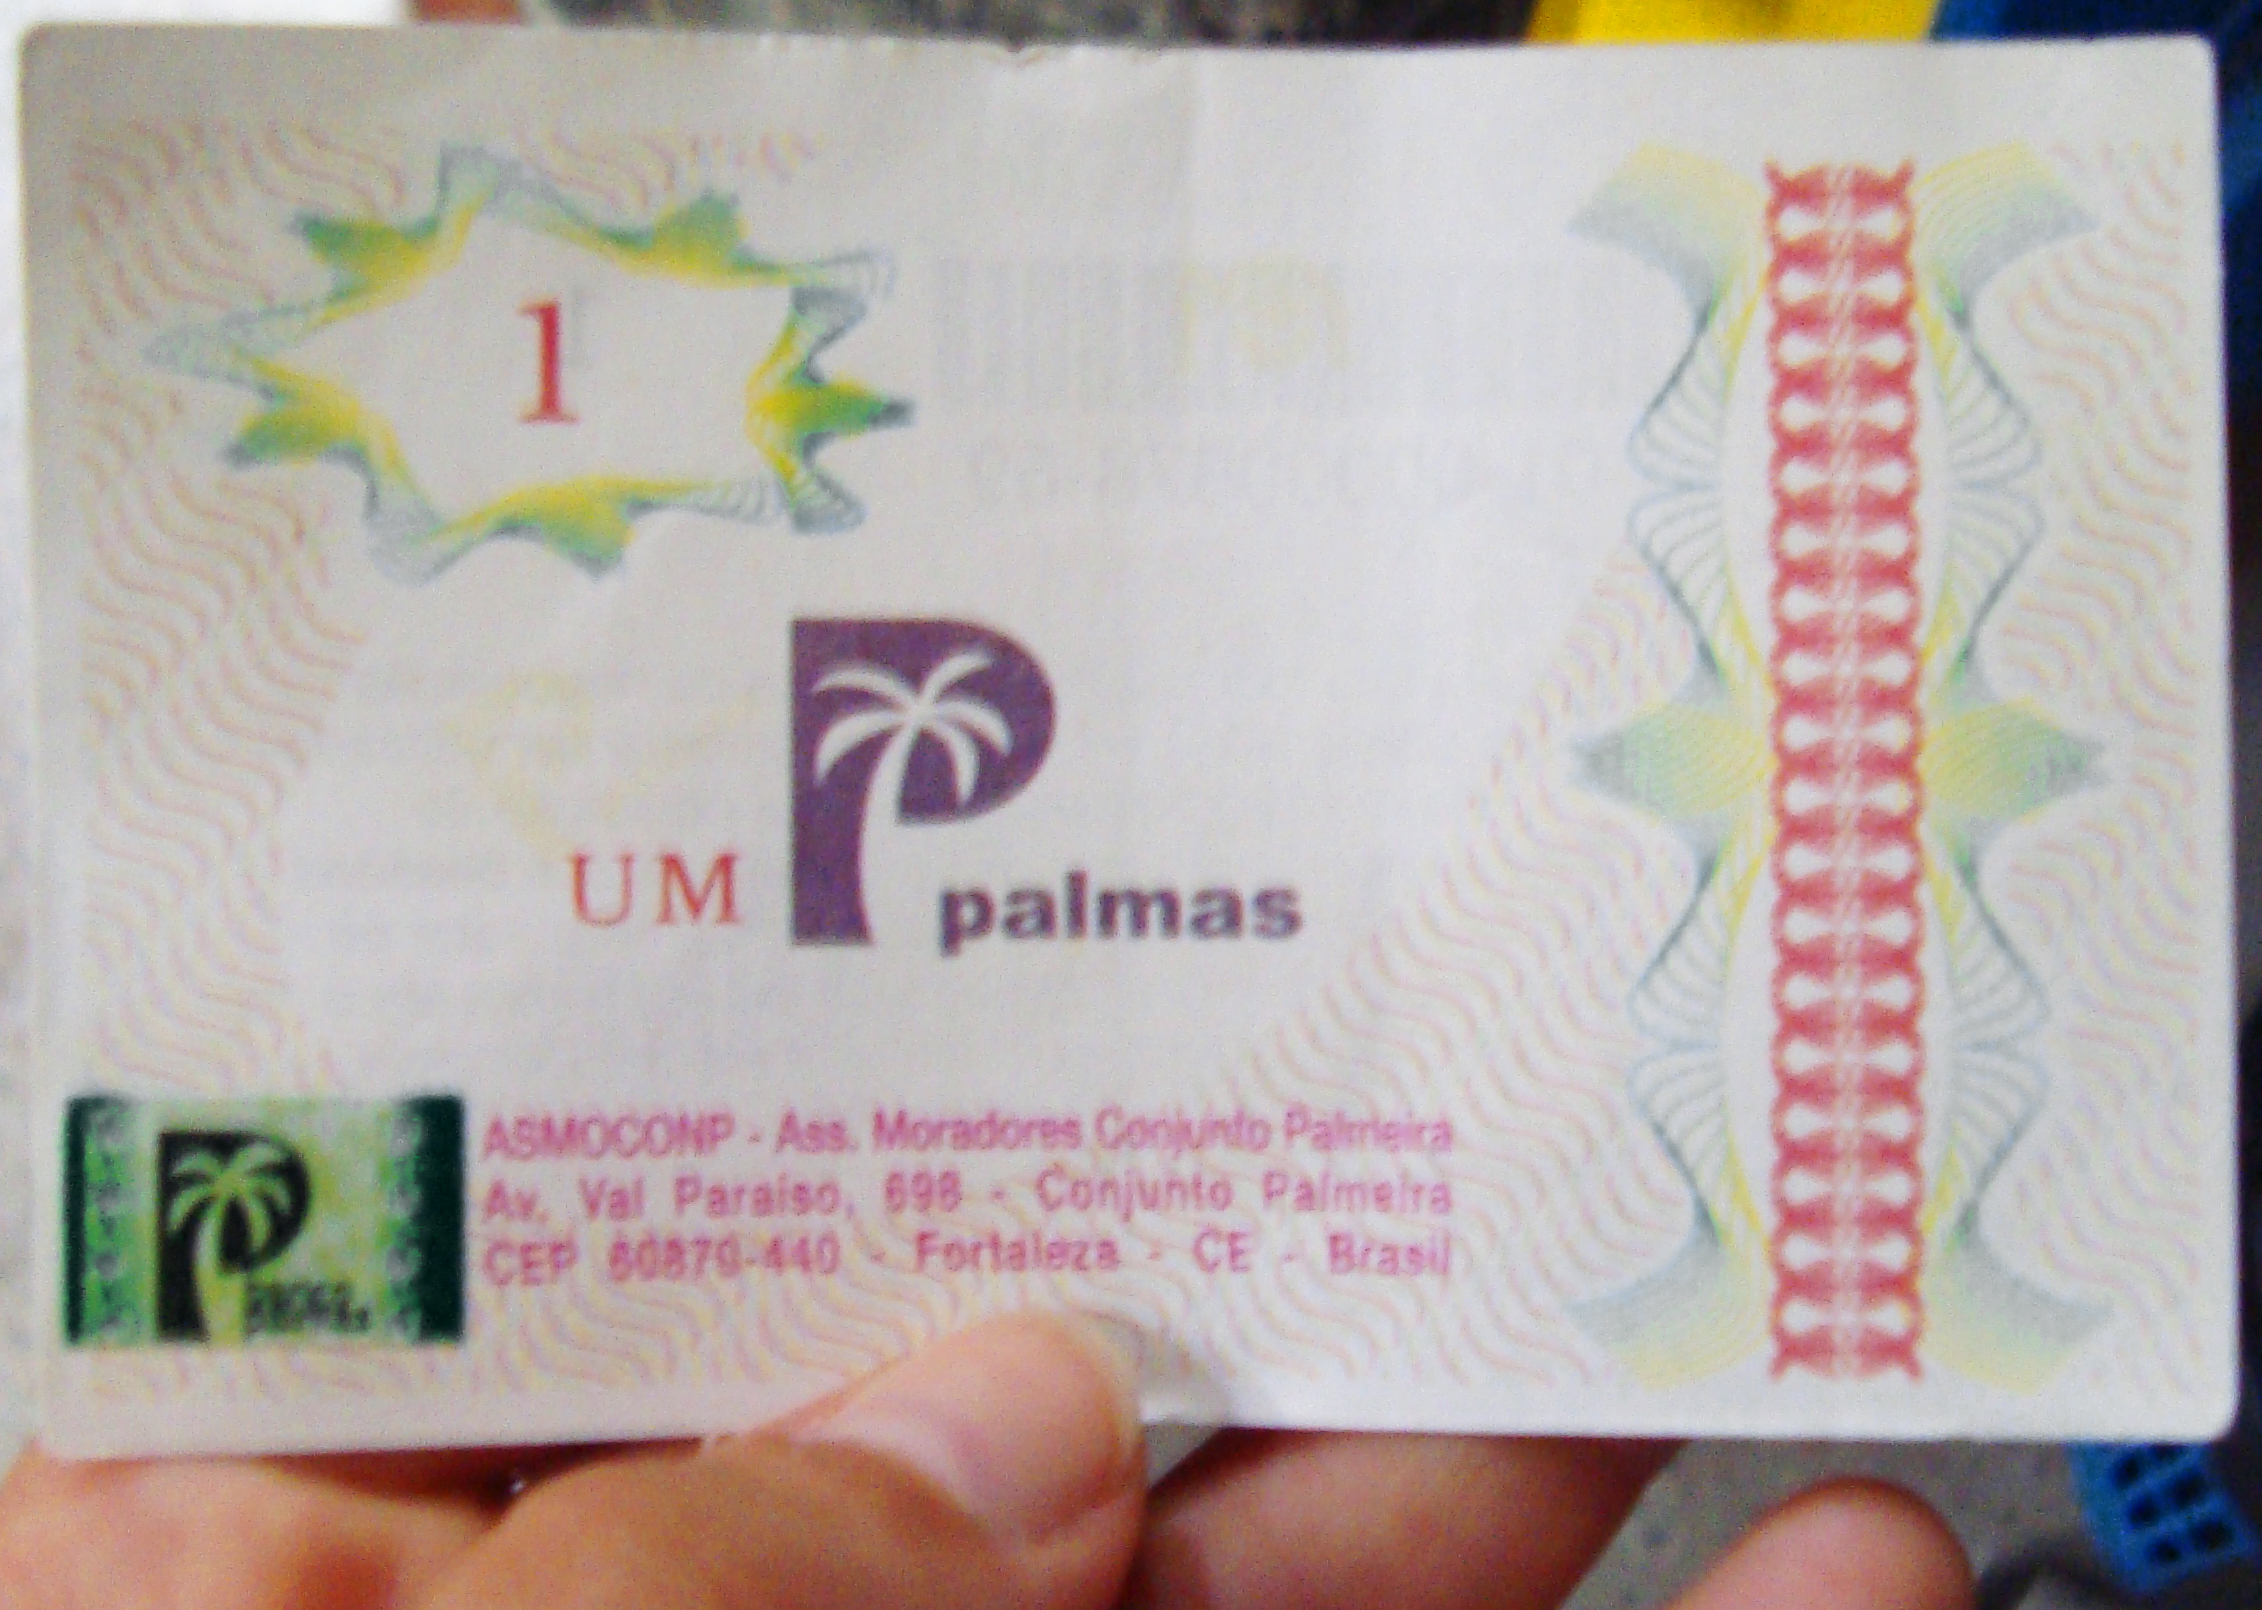 1
UM palmas
ASMOCONP - Ass. Moradores Conjunto Palmeira
Av. Val Paraiso, 698 - Conjunto Palmeira
CEP 60870-440 - Fortaleza - CE - Brasil